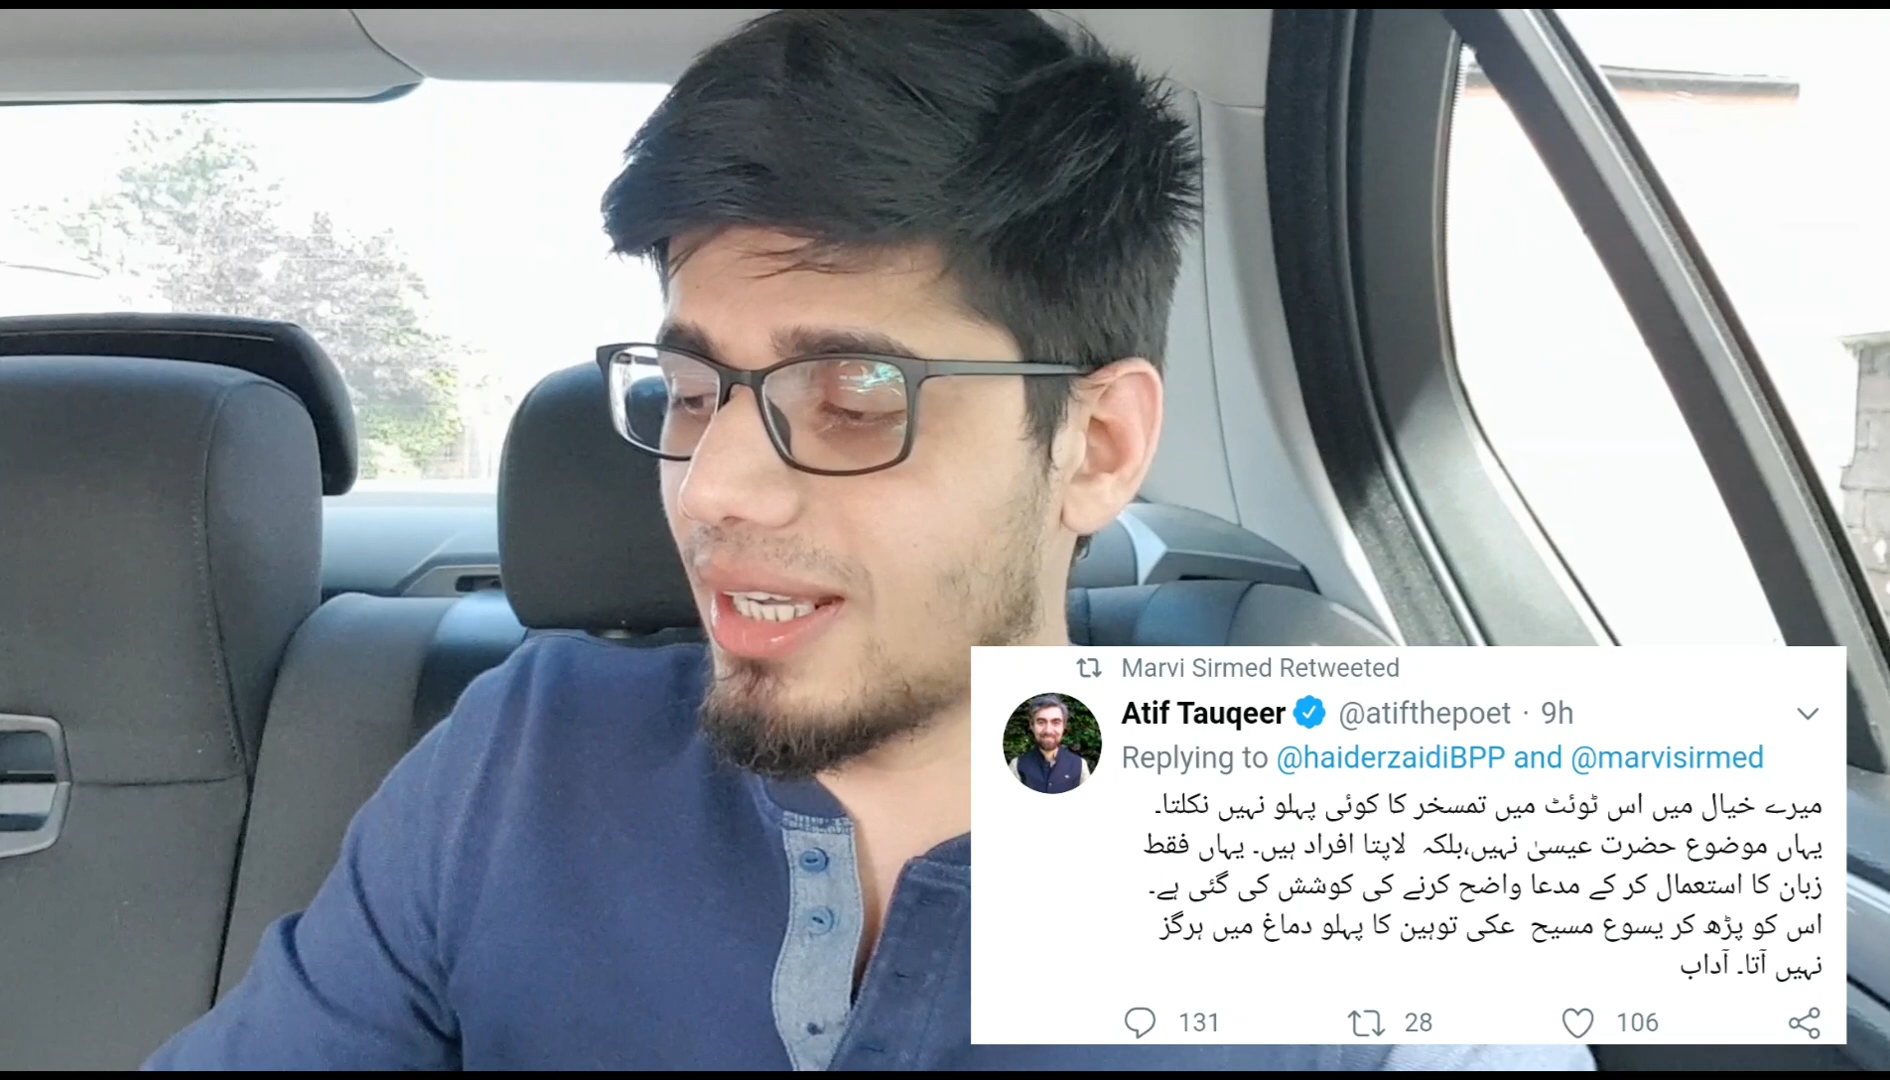 Marvi Sirmed Retweeted
Atif Tauqeer @atifthepoet · 9h
Replying to @haiderzaidiBPP and @marvisirmed
میرے خیال میں اس ٹوئٹ میں تمسخر کا کوئی پہلو نہیں نکلتا۔
یہاں موضوع حضرت عیسیٰ نہیں،بلکہ لاپتا افراد ہیں۔ یہاں فقط
زبان کا استعمال کر کے مدعا واضح کرنے کی کوشش کی گئی ہے۔
اس کو پڑھ کر یسوع مسیح عکی توہین کا پہلو دماغ میں ہرگز
نہیں آتا۔ آداب
131 28 106